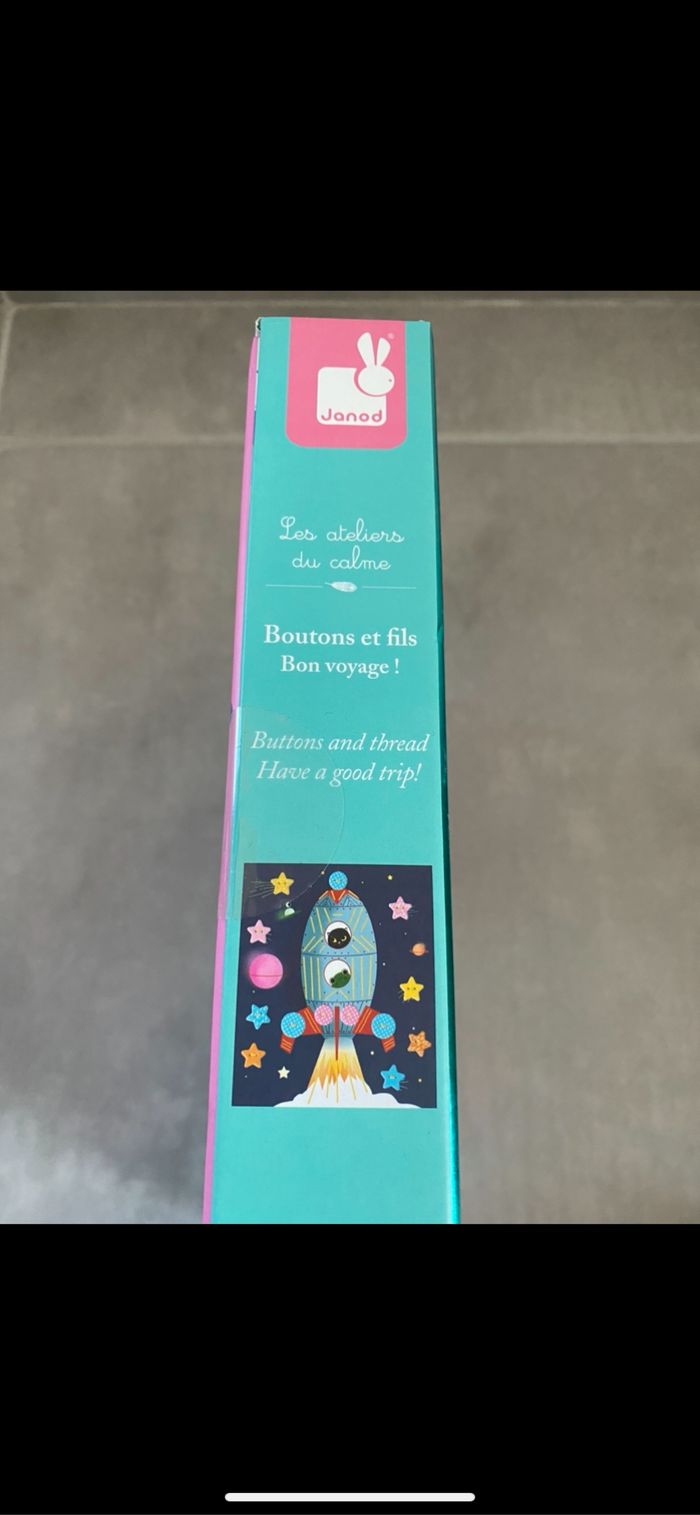 Janod
Les ateliers
du calme
Boutons et fils
Bon voyage !
Buttons and thread
Have a good trip!